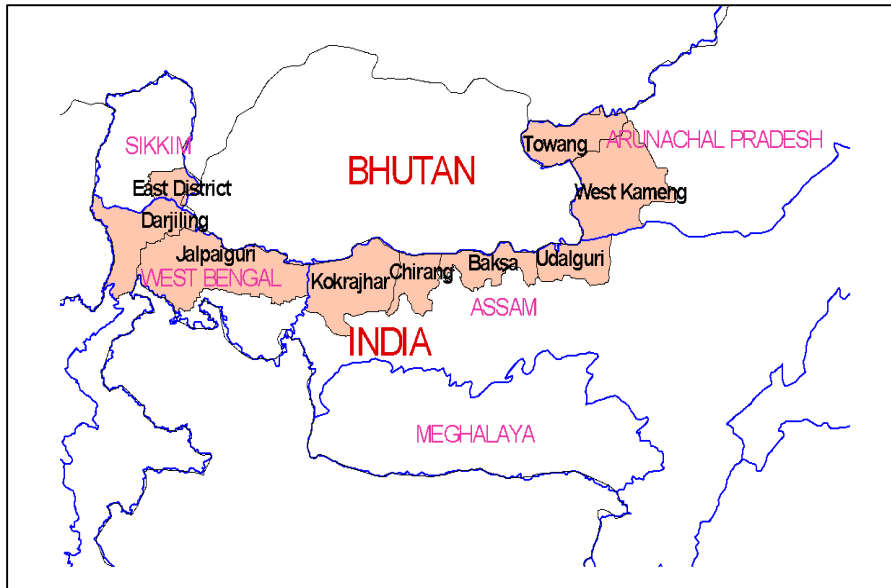 SIKKIM
Towang
ARUNACHAL PRADESH
BHUTAN
East District
West Kameng
Darjiling
Jalpaiguri
Udalguri
Baksa
Chirang
WEST BENGAL
Kokrajhar
ASSAM
INDIA
MEGHALAYA